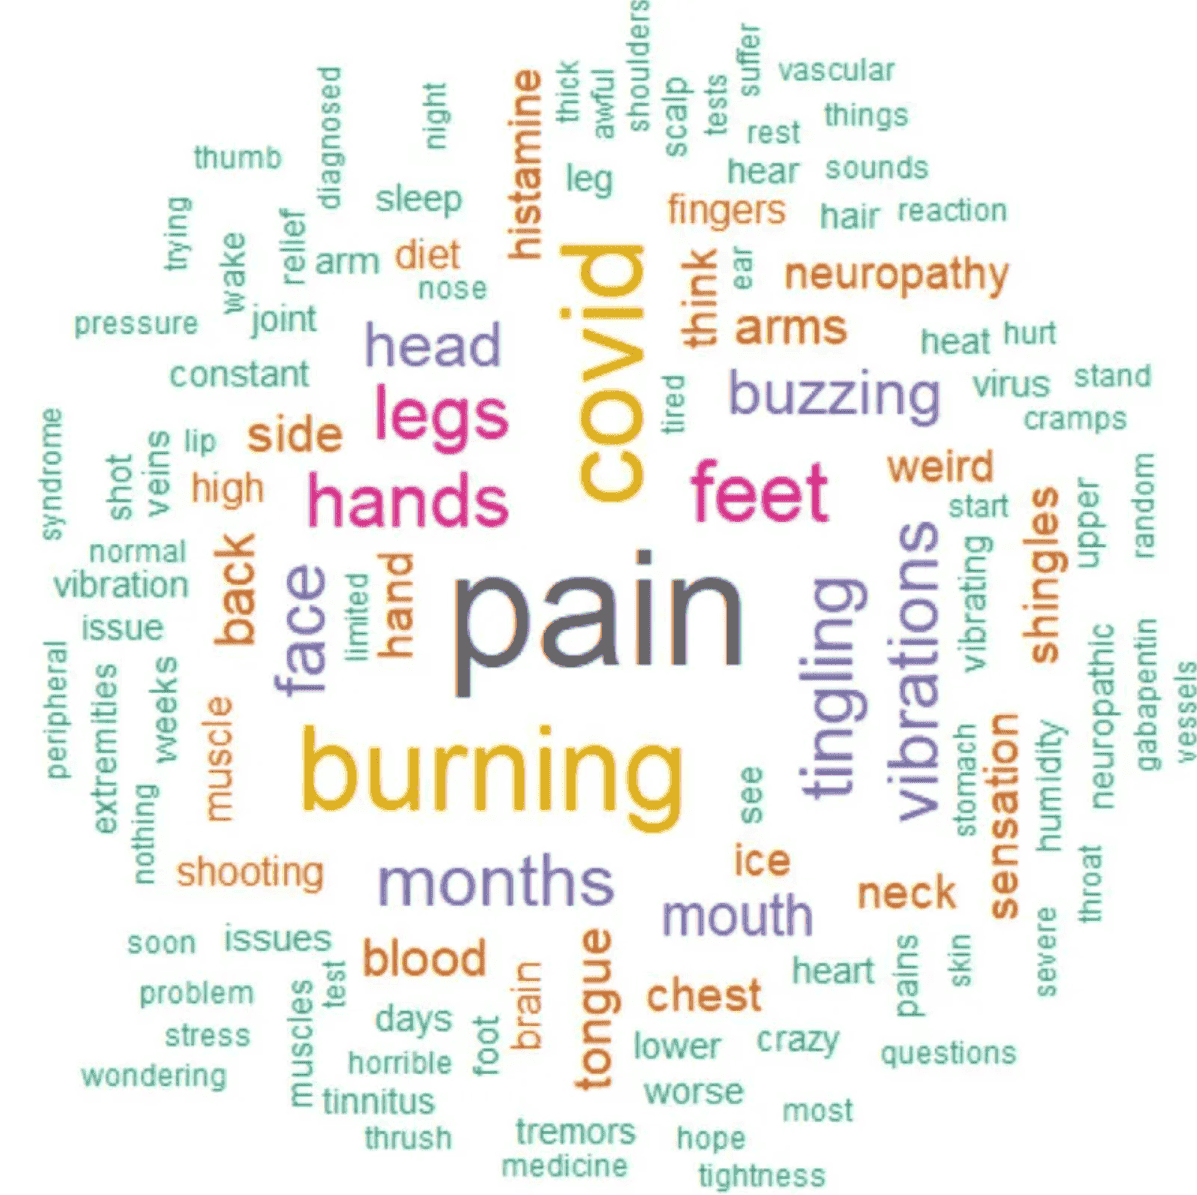 shoulders
suffer
thick
awful
scalp
tests
vascular
things
rest
diagnosed
night
histamine
thumb
leg
hear
sounds
trying
sleep
fingers
hair
reaction
wake
relief
arm
diet
nose
covid
think
ear
neuropathy
pressure
joint
head
arms
heat
hurt
constant
legs
tired
buzzing
virus
stand
cramps
syndrome
shot
veins
lip
side
high
hands
feet
weird
start
shingles
upper
random
normal
vibration
issue
back
face
limited
hand
pain
tingling
vibrations
vibrating
neuropathic
gabapentin
vessels
peripheral
extremities
weeks
muscle
burning
see
stomach
sensation
humidity
nothing
shooting
months
ice
mouth
neck
throat
severe
soon
issues
blood
brain
tongue
chest
heart
pains
skin
problem
test
muscles
stress
days
foot
horrible
lower
crazy
questions
wondering
tinnitus
worse
most
thrush
tremors
hope
medicine
tightness